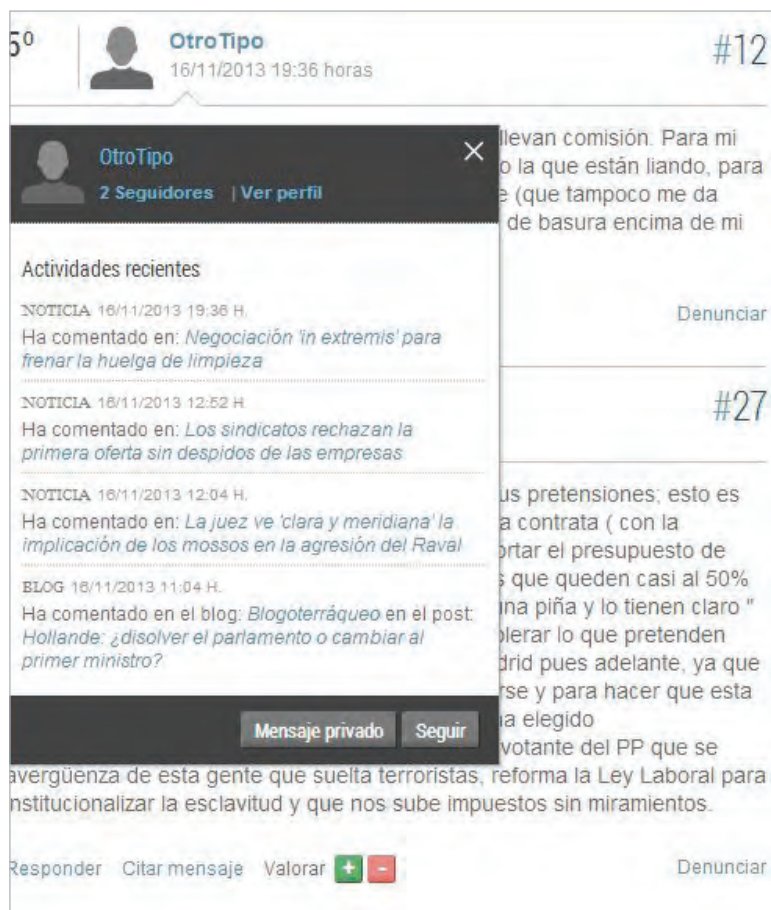 5º
OtroTipo
#12
16/11/2013 19:36 horas
llevan comisión. Para mi
o la que están liando, para
e (que tampoco me da
de basura encima de mi
Denunciar
OtroTipo
2 Seguidores | Ver perfil
Actividades recientes
NOTICIA 16/11/2013 19:36 H.
Ha comentado en: Negociación 'in extremis' para
frenar la huelga de limpieza
NOTICIA 16/11/2013 12:52 H.
Ha comentado en: Los sindicatos rechazan la
primera oferta sin despidos de las empresas
NOTICIA 16/11/2013 12:04 H.
Ha comentado en: La juez ve 'clara y meridiana' la
implicación de los mossos en la agresión del Raval
BLOG 16/11/2013 11:04 H.
Ha comentado en el blog: Blogoterráqueo en el post:
Hollande: ¿disolver el parlamento o cambiar al
primer ministro?
Mensaje privado Seguir
#27
us pretensiones; esto es
a contrata ( con la
ortar el presupuesto de
s que queden casi al 50%
una piña y lo tienen claro "
olerar lo que pretenden
drid pues adelante, ya que
rse y para hacer que esta
na elegido
votante del PP que se
avergüenza de esta gente que suelta terroristas, reforma la Ley Laboral para
nstitucionalizar la esclavitud y que nos sube impuestos sin miramientos.
Responder Citar mensaje Valorar + -
Denunciar